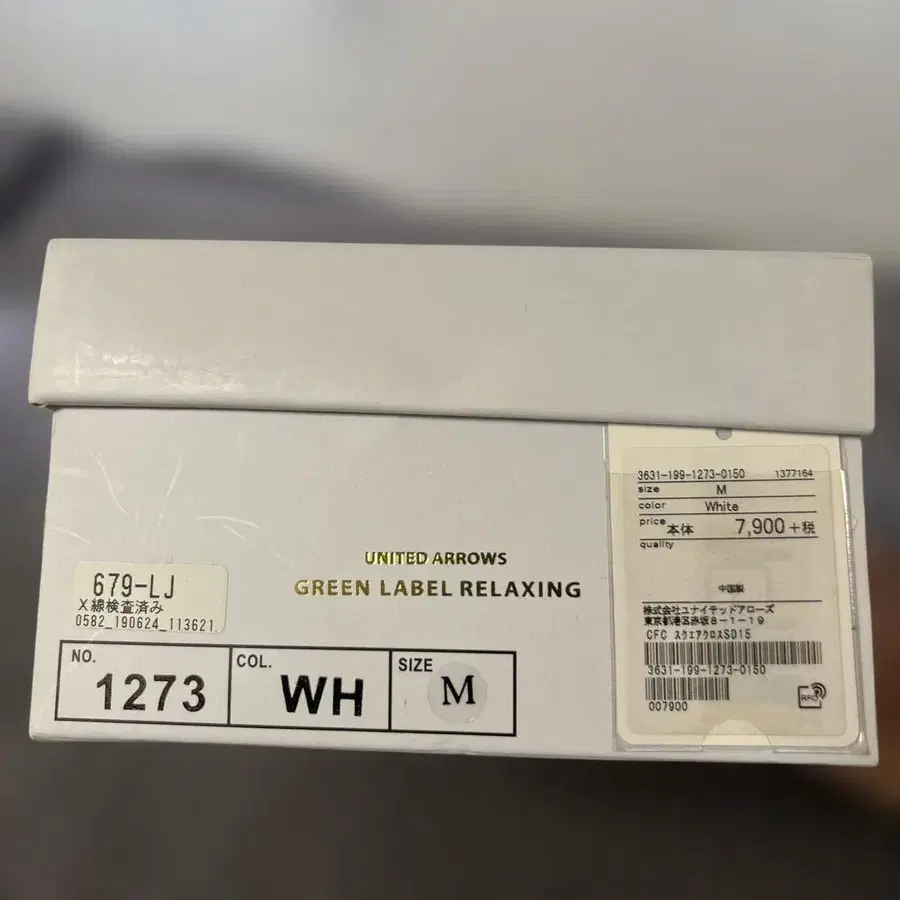 UNITED ARROWS
GREEN LABEL RELAXING
679-LJ
X線検査済み
0582_190624_113621
NO. 1273
COL. WH
SIZE M
3631-199-1273-0150 1377164
size M
color White
price 本体 7,900+税
quality
中国製
株式会社ユナイテッドアローズ
東京都港区赤坂8-1-19
CFC スクエアクロスSD15
3631-199-1273-0150
007900
RFID